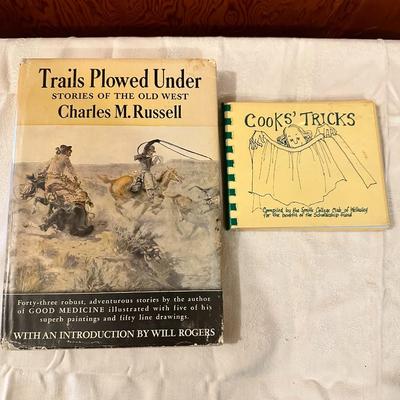 Trails Plowed Under
STORIES OF THE OLD WEST
Charles M. Russell
Forty-three robust, adventurous stories by the author
of GOOD MEDICINE illustrated with five of his
superb paintings and fifty line drawings.
WITH AN INTRODUCTION BY WILL ROGERS
COOKS' TRICKS
Compiled by the Smith College Club of Wellesley
for the benefit of the Scholarship Fund